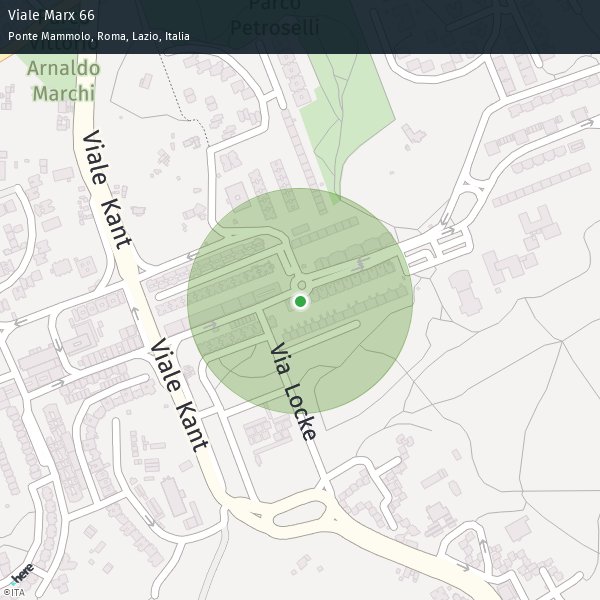 Viale Marx 66
Ponte Mammolo, Roma, Lazio, Italia
Parco
Petroselli
Vittorio
Arnaldo
Marchi
Viale Kant
Viale Kant
Via Locke
here
©ITA